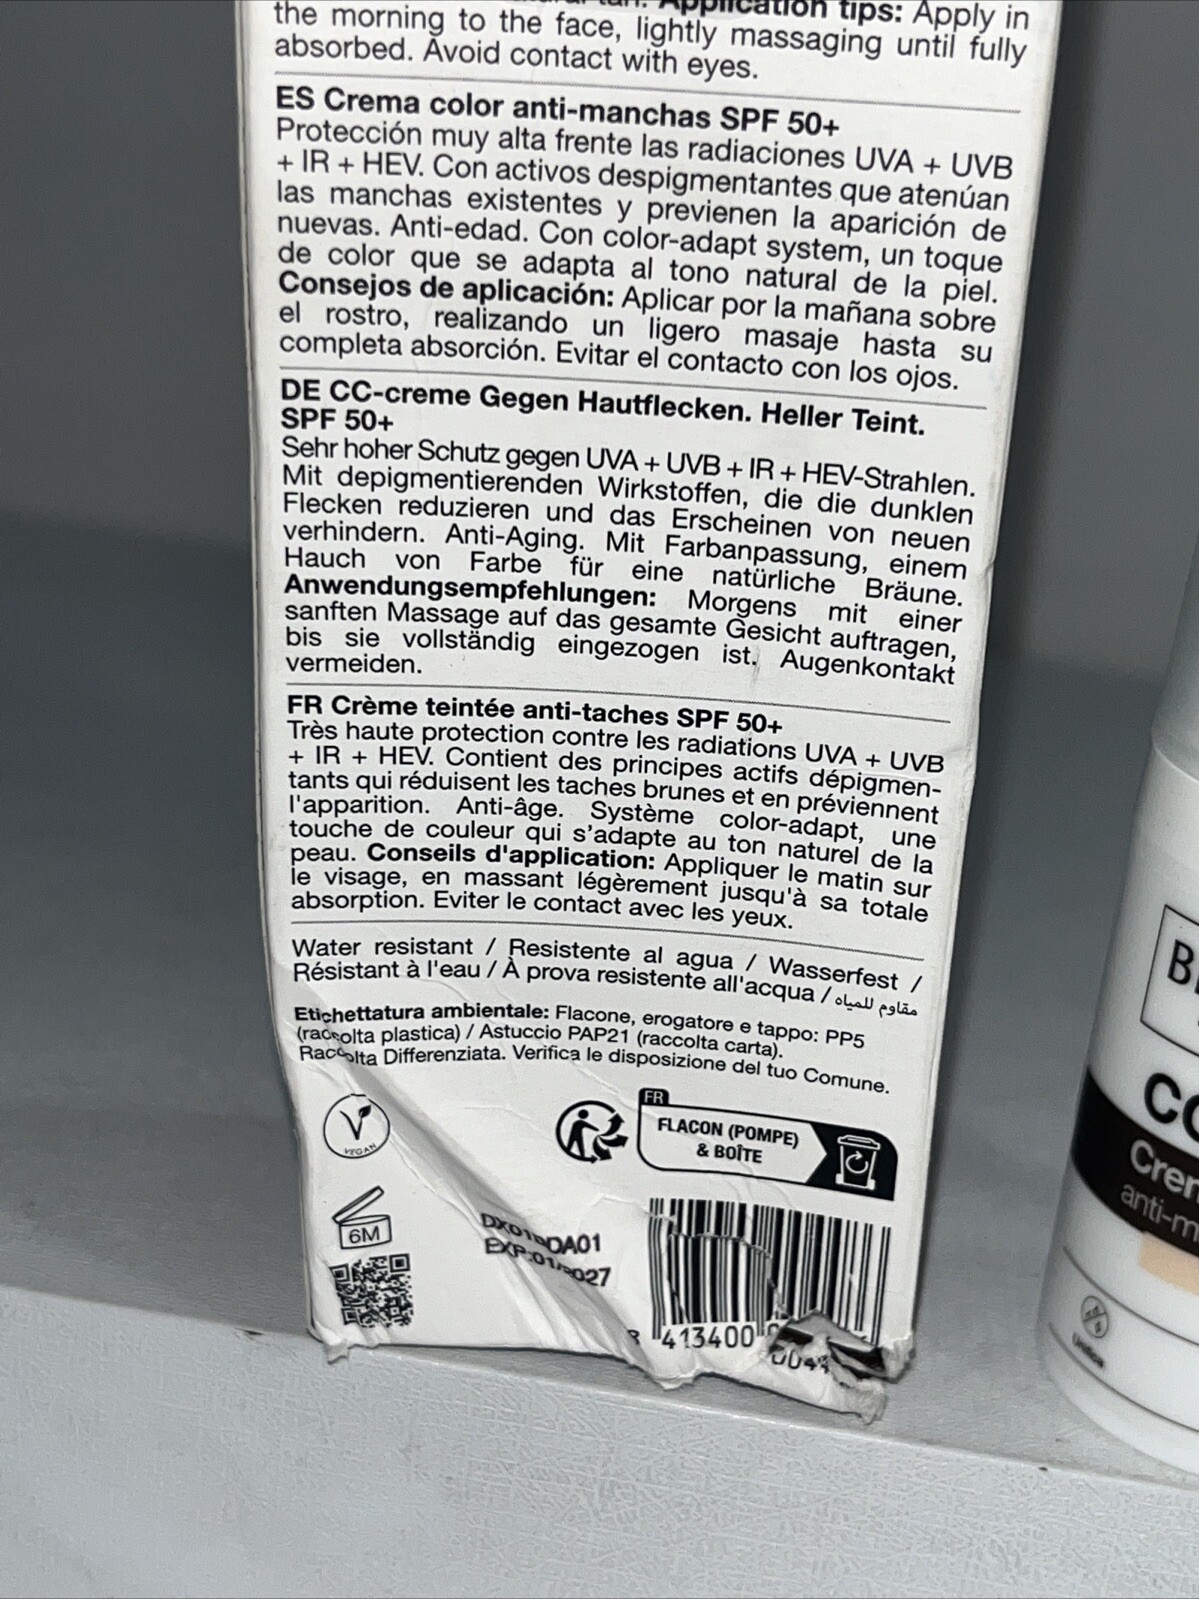 Application tips: Apply in
the morning to the face, lightly massaging until fully
absorbed. Avoid contact with eyes.
ES Crema color anti-manchas SPF 50+
Protección muy alta frente las radiaciones UVA + UVB
+ IR + HEV. Con activos despigmentantes que atenúan
las manchas existentes y previenen la aparición de
nuevas. Anti-edad. Con color-adapt system, un toque
de color que se adapta al tono natural de la piel.
Consejos de aplicación: Aplicar por la mañana sobre
el rostro, realizando un ligero masaje hasta su
completa absorción. Evitar el contacto con los ojos.
DE CC-creme Gegen Hautflecken. Heller Teint.
SPF 50+
Sehr hoher Schutz gegen UVA + UVB + IR + HEV-Strahlen.
Mit depigmentierenden Wirkstoffen, die die dunklen
Flecken reduzieren und das Erscheinen von neuen
verhindern. Anti-Aging. Mit Farbanpassung, einem
Hauch von Farbe für eine natürliche Bräune.
Anwendungsempfehlungen: Morgens mit einer
sanften Massage auf das gesamte Gesicht auftragen,
bis sie vollständig eingezogen ist. Augenkontakt
vermeiden.
FR Crème teintée anti-taches SPF 50+
Très haute protection contre les radiations UVA + UVB
+ IR + HEV. Contient des principes actifs dépigmen-
tants qui réduisent les taches brunes et en préviennent
l'apparition. Anti-âge. Système color-adapt, une
touche de couleur qui s'adapte au ton naturel de la
peau. Conseils d'application: Appliquer le matin sur
le visage, en massant légèrement jusqu'à sa totale
absorption. Eviter le contact avec les yeux.
Water resistant / Resistente al agua / Wasserfest /
Résistant à l'eau / À prova resistente all'acqua / مقاوم للمياه
Etichettatura ambientale: Flacone, erogatore e tappo: PP5
(raccolta plastica) / Astuccio PAP21 (raccolta carta).
Raccolta Differenziata. Verifica le disposizione del tuo Comune.
VEGAN
FR
FLACON (POMPE)
& BOÎTE
6M
EXP:01/2027
8 413400